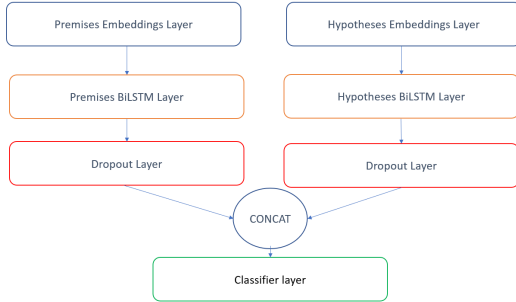 Premises Embeddings Layer
Hypotheses Embeddings Layer
Premises BiLSTM Layer
Hypotheses BiLSTM Layer
Dropout Layer
Dropout Layer
CONCAT
Classifier layer